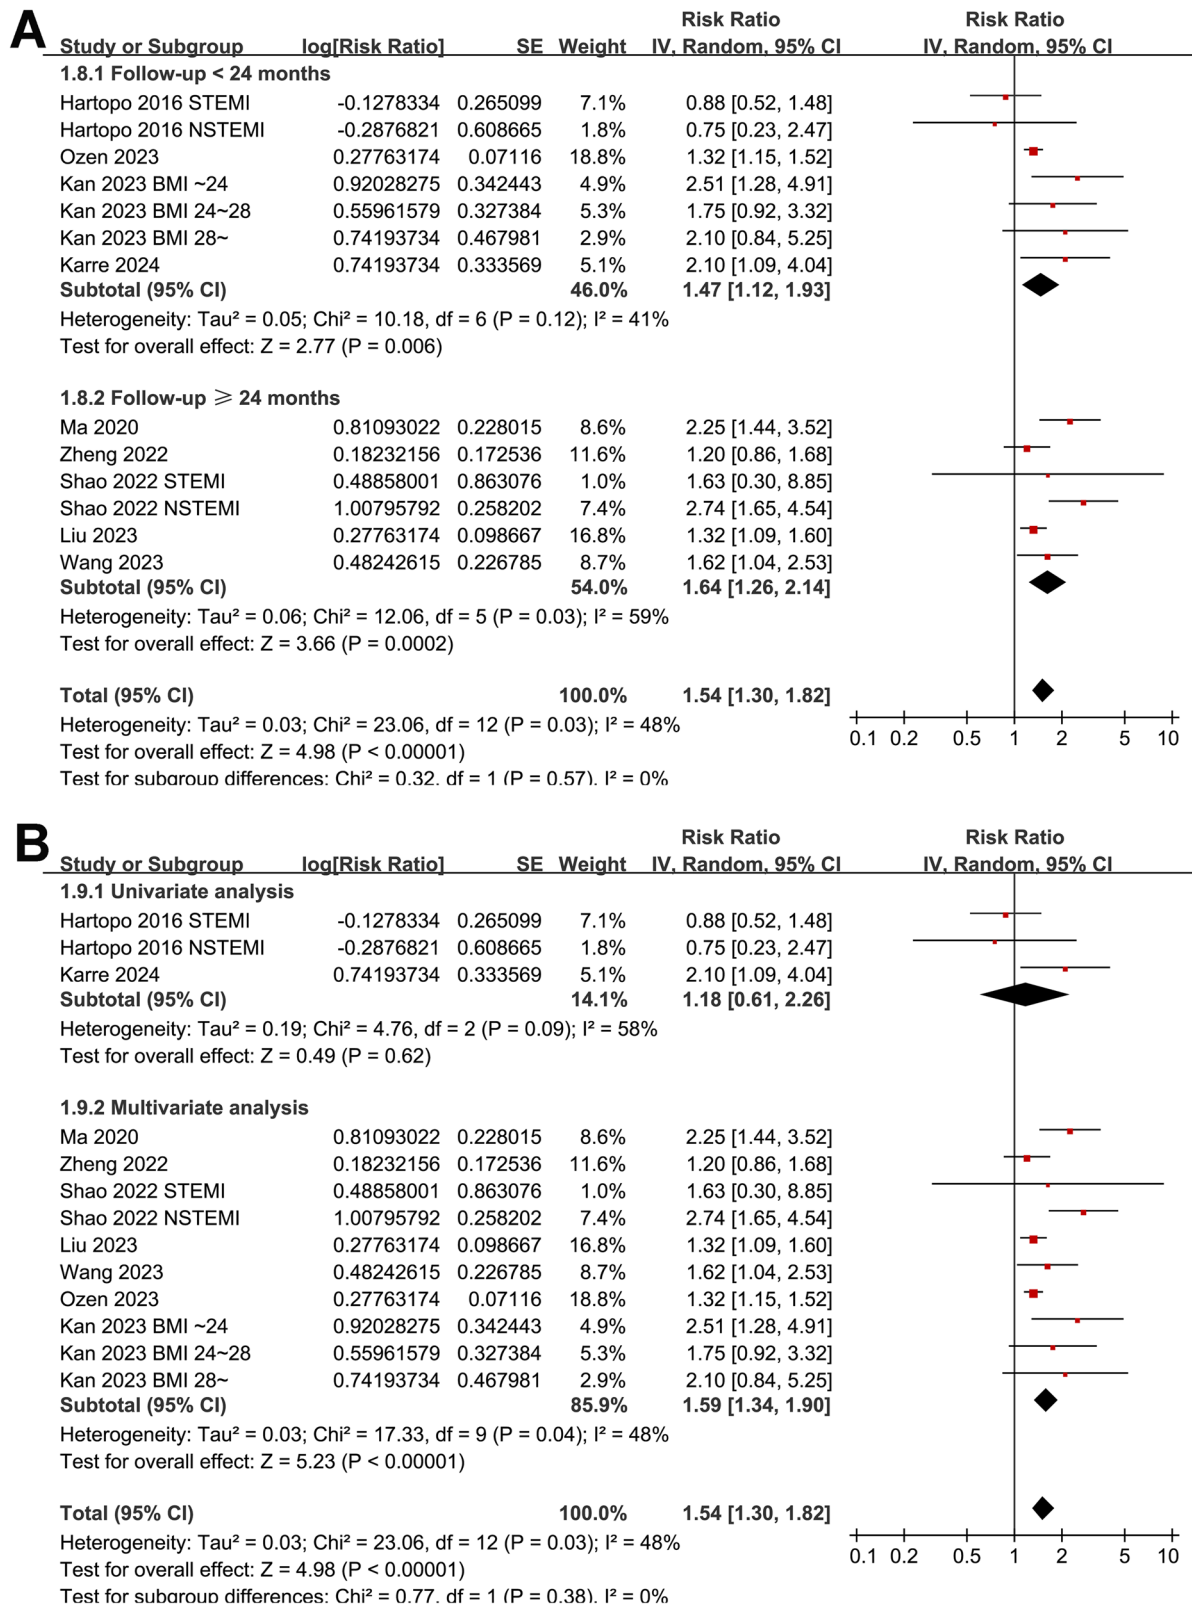 A
Risk Ratio Risk Ratio
Study or Subgroup log[Risk Ratio] SE Weight IV, Random, 95% CI IV, Random, 95% CI
1.8.1 Follow-up < 24 months
Hartopo 2016 STEMI -0.1278334 0.265099 7.1% 0.88 [0.52, 1.48]
Hartopo 2016 NSTEMI -0.2876821 0.608665 1.8% 0.75 [0.23, 2.47]
Ozen 2023 0.27763174 0.07116 18.8% 1.32 [1.15, 1.52]
Kan 2023 BMI ~24 0.92028275 0.342443 4.9% 2.51 [1.28, 4.91]
Kan 2023 BMI 24~28 0.55961579 0.327384 5.3% 1.75 [0.92, 3.32]
Kan 2023 BMI 28~ 0.74193734 0.467981 2.9% 2.10 [0.84, 5.25]
Karre 2024 0.74193734 0.333569 5.1% 2.10 [1.09, 4.04]
Subtotal (95% CI) 46.0% 1.47 [1.12, 1.93]
Heterogeneity: Tau² = 0.05; Chi² = 10.18, df = 6 (P = 0.12); I² = 41%
Test for overall effect: Z = 2.77 (P = 0.006)
1.8.2 Follow-up ⩾ 24 months
Ma 2020 0.81093022 0.228015 8.6% 2.25 [1.44, 3.52]
Zheng 2022 0.18232156 0.172536 11.6% 1.20 [0.86, 1.68]
Shao 2022 STEMI 0.48858001 0.863076 1.0% 1.63 [0.30, 8.85]
Shao 2022 NSTEMI 1.00795792 0.258202 7.4% 2.74 [1.65, 4.54]
Liu 2023 0.27763174 0.098667 16.8% 1.32 [1.09, 1.60]
Wang 2023 0.48242615 0.226785 8.7% 1.62 [1.04, 2.53]
Subtotal (95% CI) 54.0% 1.64 [1.26, 2.14]
Heterogeneity: Tau² = 0.06; Chi² = 12.06, df = 5 (P = 0.03); I² = 59%
Test for overall effect: Z = 3.66 (P = 0.0002)
Total (95% CI) 100.0% 1.54 [1.30, 1.82]
Heterogeneity: Tau² = 0.03; Chi² = 23.06, df = 12 (P = 0.03); I² = 48%
Test for overall effect: Z = 4.98 (P < 0.00001)
Test for subgroup differences: Chi² = 0.32, df = 1 (P = 0.57), I² = 0%
0.1 0.2 0.5 1 2 5 10
B
Risk Ratio Risk Ratio
Study or Subgroup log[Risk Ratio] SE Weight IV, Random, 95% CI IV, Random, 95% CI
1.9.1 Univariate analysis
Hartopo 2016 STEMI -0.1278334 0.265099 7.1% 0.88 [0.52, 1.48]
Hartopo 2016 NSTEMI -0.2876821 0.608665 1.8% 0.75 [0.23, 2.47]
Karre 2024 0.74193734 0.333569 5.1% 2.10 [1.09, 4.04]
Subtotal (95% CI) 14.1% 1.18 [0.61, 2.26]
Heterogeneity: Tau² = 0.19; Chi² = 4.76, df = 2 (P = 0.09); I² = 58%
Test for overall effect: Z = 0.49 (P = 0.62)
1.9.2 Multivariate analysis
Ma 2020 0.81093022 0.228015 8.6% 2.25 [1.44, 3.52]
Zheng 2022 0.18232156 0.172536 11.6% 1.20 [0.86, 1.68]
Shao 2022 STEMI 0.48858001 0.863076 1.0% 1.63 [0.30, 8.85]
Shao 2022 NSTEMI 1.00795792 0.258202 7.4% 2.74 [1.65, 4.54]
Liu 2023 0.27763174 0.098667 16.8% 1.32 [1.09, 1.60]
Wang 2023 0.48242615 0.226785 8.7% 1.62 [1.04, 2.53]
Ozen 2023 0.27763174 0.07116 18.8% 1.32 [1.15, 1.52]
Kan 2023 BMI ~24 0.92028275 0.342443 4.9% 2.51 [1.28, 4.91]
Kan 2023 BMI 24~28 0.55961579 0.327384 5.3% 1.75 [0.92, 3.32]
Kan 2023 BMI 28~ 0.74193734 0.467981 2.9% 2.10 [0.84, 5.25]
Subtotal (95% CI) 85.9% 1.59 [1.34, 1.90]
Heterogeneity: Tau² = 0.03; Chi² = 17.33, df = 9 (P = 0.04); I² = 48%
Test for overall effect: Z = 5.23 (P < 0.00001)
Total (95% CI) 100.0% 1.54 [1.30, 1.82]
Heterogeneity: Tau² = 0.03; Chi² = 23.06, df = 12 (P = 0.03); I² = 48%
Test for overall effect: Z = 4.98 (P < 0.00001)
Test for subgroup differences: Chi² = 0.77, df = 1 (P = 0.38), I² = 0%
0.1 0.2 0.5 1 2 5 10